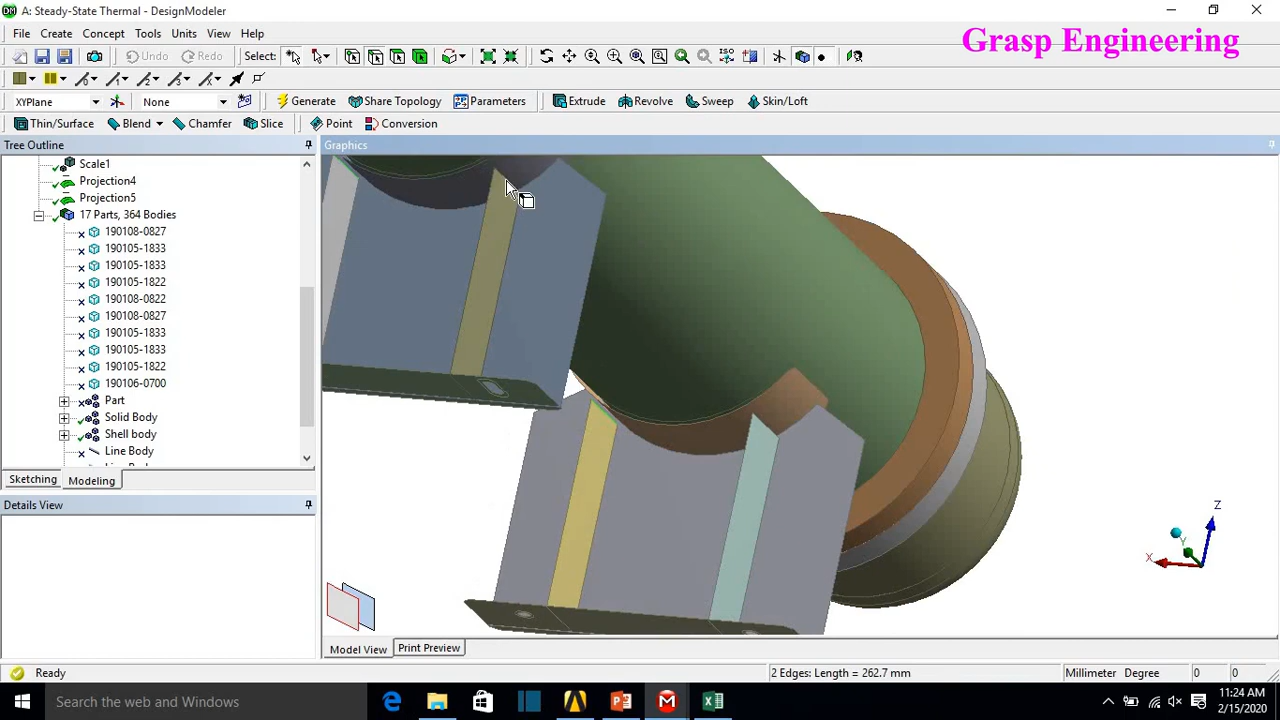 A: Steady-State Thermal - DesignModeler
File Create Concept Tools Units View Help
Grasp Engineering
Undo Redo Select:
XYPlane None Generate Share Topology Parameters Extrude Revolve Sweep Skin/Loft
Thin/Surface Blend Chamfer Slice Point Conversion
Tree Outline
Graphics
Scale1
Projection4
Projection5
17 Parts, 364 Bodies
190108-0827
190105-1833
190105-1833
190105-1822
190108-0822
190108-0827
190105-1833
190105-1833
190105-1822
190106-0700
Part
Solid Body
Shell body
Line Body
Sketching Modeling
Details View
Z
Y
X
Model View Print Preview
Ready
2 Edges: Length = 262.7 mm
Millimeter Degree 0 0
Search the web and Windows
11:24 AM
2/15/2020